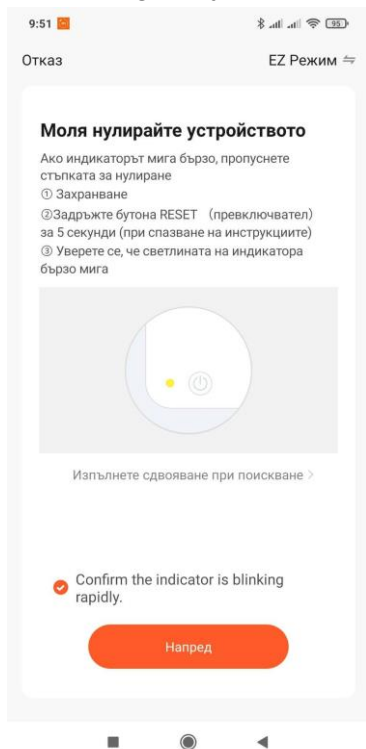 9:51
95
Отказ
EZ Режим
Моля нулирайте устройството
Ако индикаторът мига бързо, пропуснете
стъпката за нулиране
① Захранване
②Задръжте бутона RESET （превключвател)
за 5 секунди (при спазване на инструкциите)
③ Уверете се, че светлината на индикатора
бързо мига
Изпълнете сдвояване при поискване >
Confirm the indicator is blinking
rapidly.
Напред